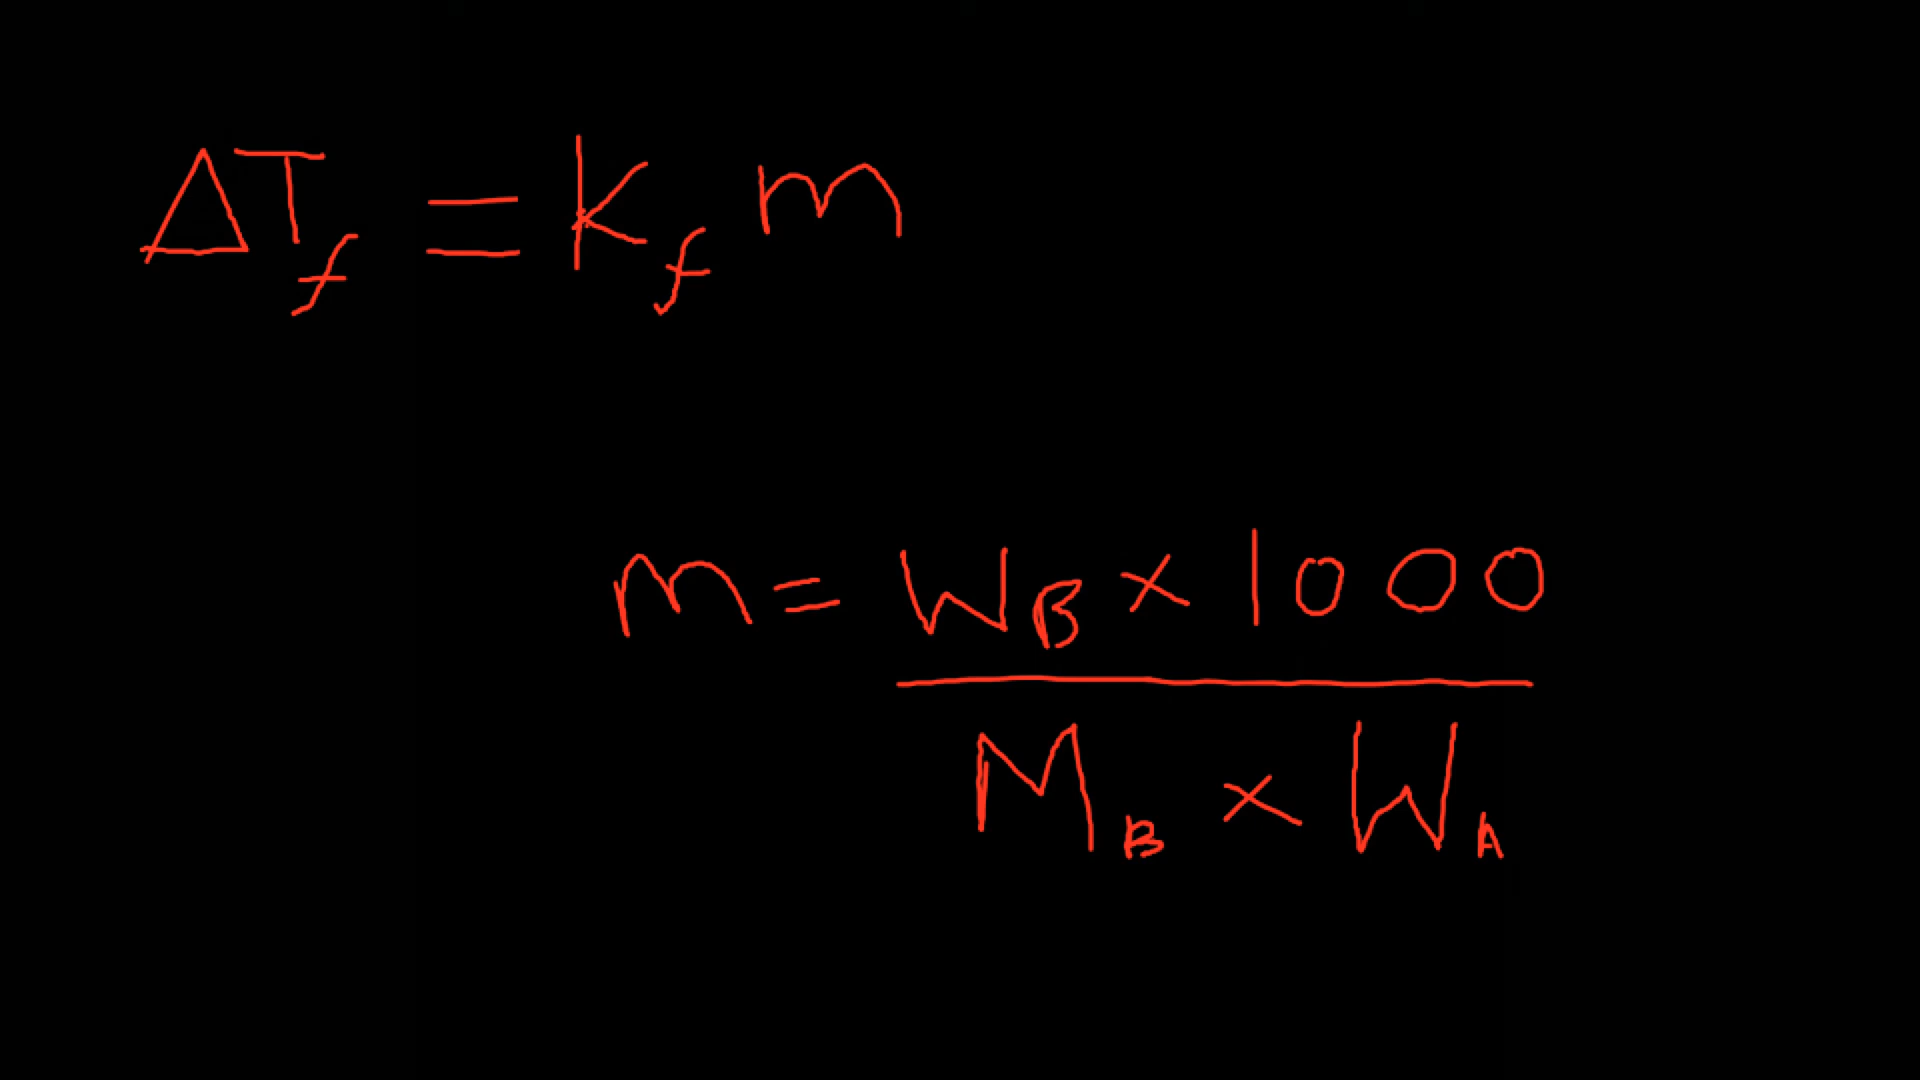 ΔT_f = K_f m
m = W_B × 1000
M_B × W_A